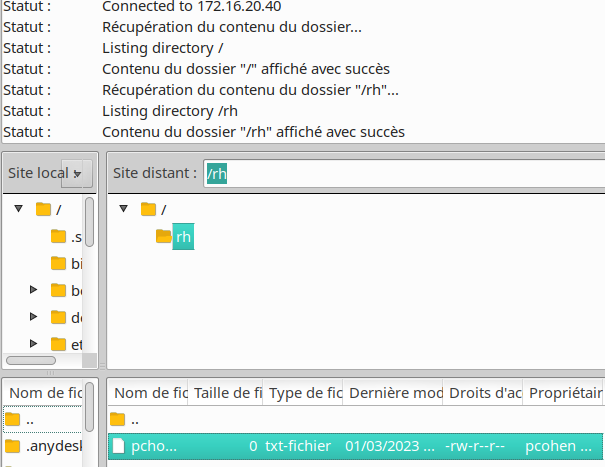 Statut : Connected to 172.16.20.40
Statut : Récupération du contenu du dossier...
Statut : Listing directory /
Statut : Contenu du dossier "/" affiché avec succès
Statut : Récupération du contenu du dossier "/rh"...
Statut : Listing directory /rh
Statut : Contenu du dossier "/rh" affiché avec succès
Site local : Site distant : /rh
/ /
.s rh
bi
b
d
et
Nom de fic Nom de fic Taille de fi Type de fic Dernière mod Droits d'ac Propriétair
.. ..
.anydesk pcho... 0 txt-fichier 01/03/2023 ... -rw-r--r-- pcohen ...